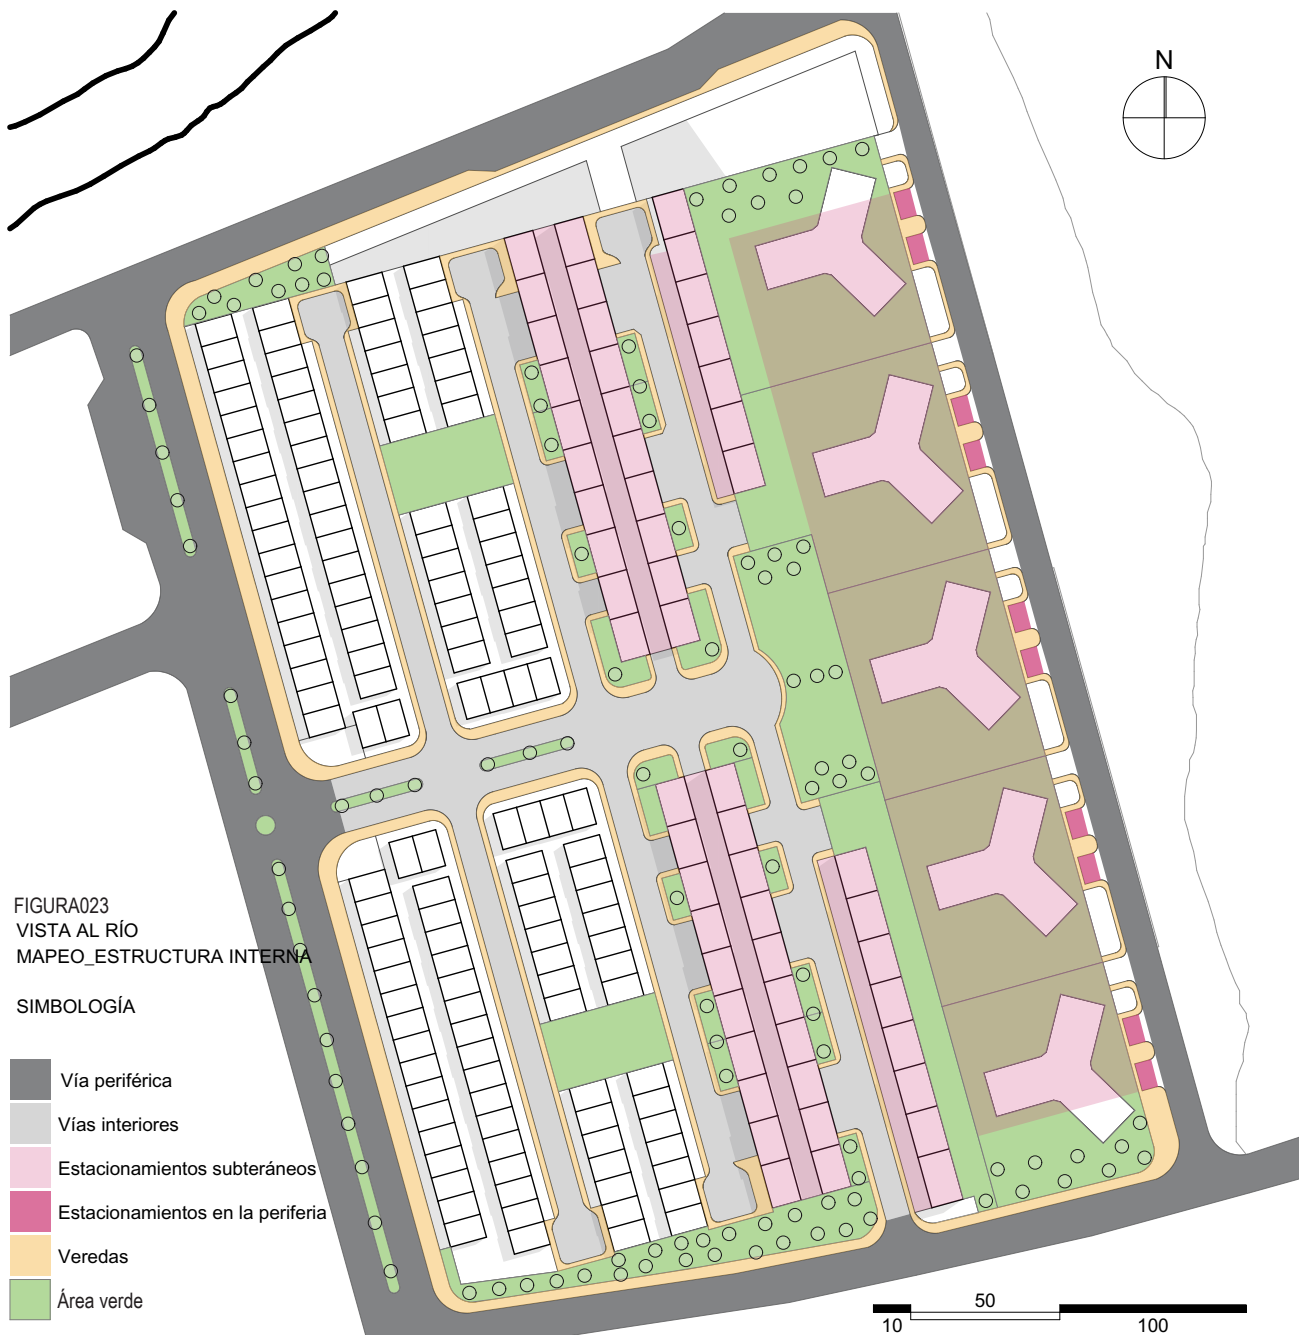 N
FIGURA023
VISTA AL RÍO
MAPEO_ESTRUCTURA INTERNA
SIMBOLOGÍA
Vía periférica
Vías interiores
Estacionamientos subteráneos
Estacionamientos en la periferia
Veredas
Área verde
50
10 100